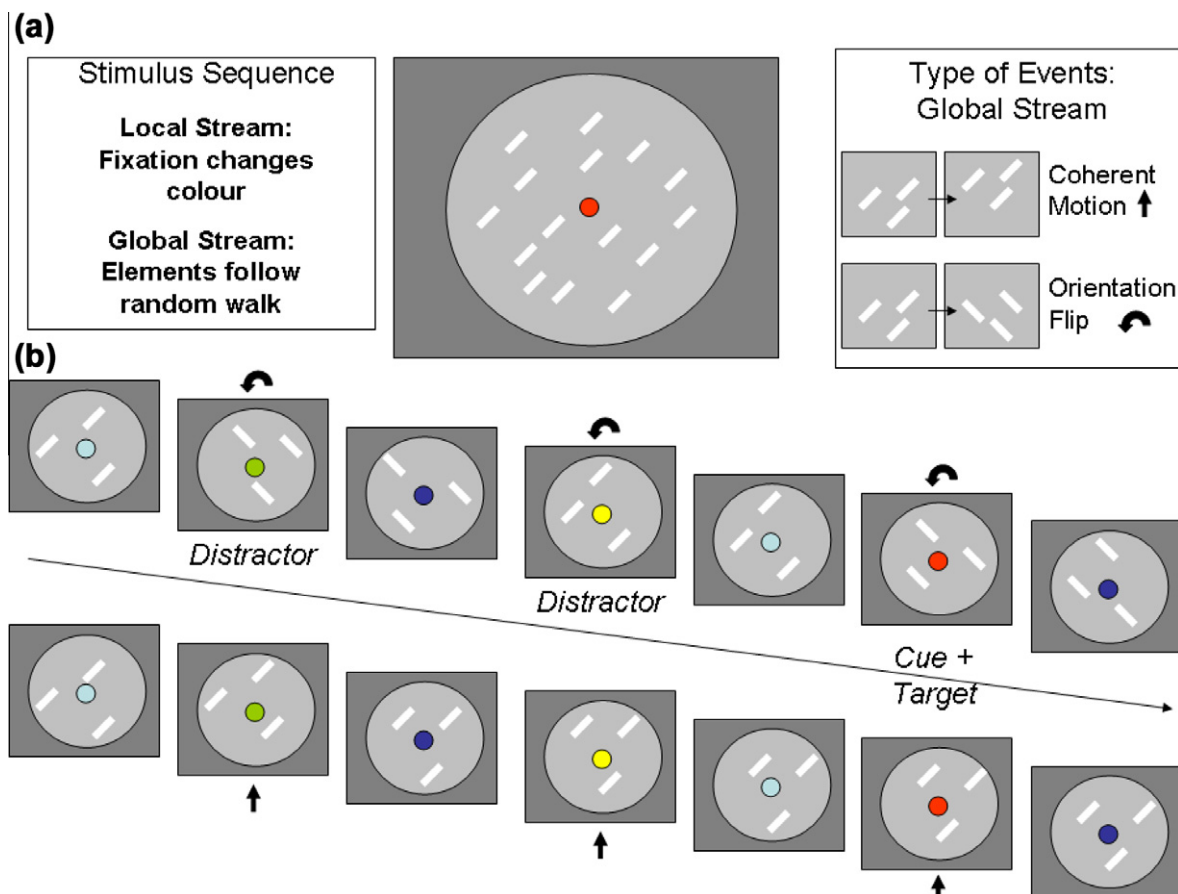 (a)
Stimulus Sequence
Local Stream:
Fixation changes
colour
Global Stream:
Elements follow
random walk
Type of Events:
Global Stream
Coherent
Motion
Orientation
Flip
(b)
Distractor
Distractor
Cue +
Target